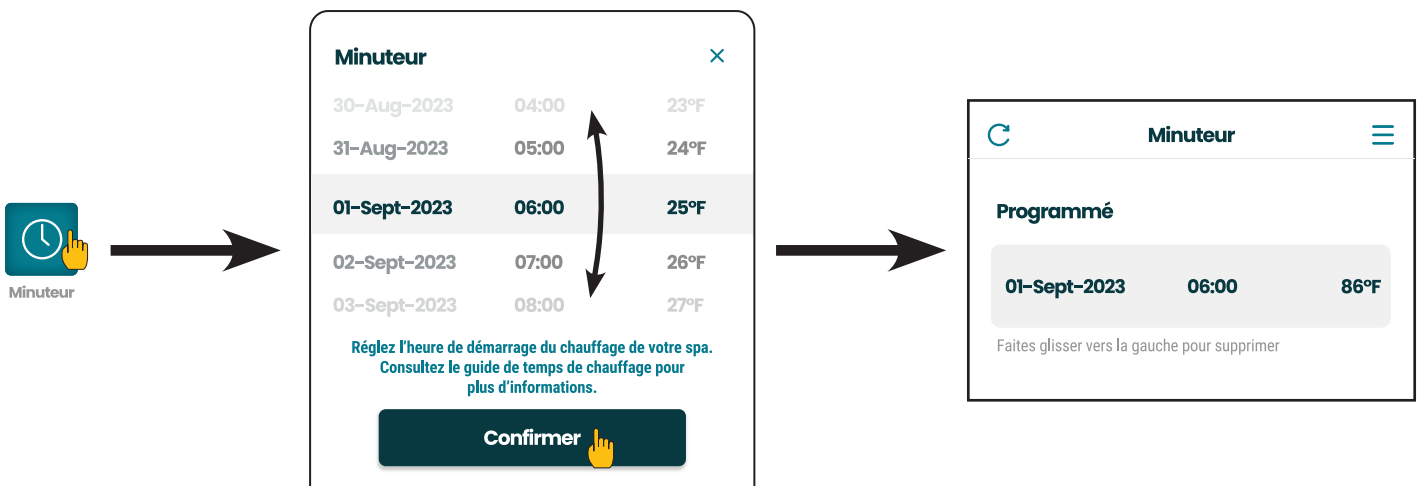 Minuteur
Minuteur
30-Aug-2023 04:00 23°F
31-Aug-2023 05:00 24°F
01-Sept-2023 06:00 25°F
02-Sept-2023 07:00 26°F
03-Sept-2023 08:00 27°F
Réglez l'heure de démarrage du chauffage de votre spa.
Consultez le guide de temps de chauffage pour
plus d'informations.
Confirmer
Minuteur
Programmé
01-Sept-2023 06:00 86°F
Faites glisser vers la gauche pour supprimer